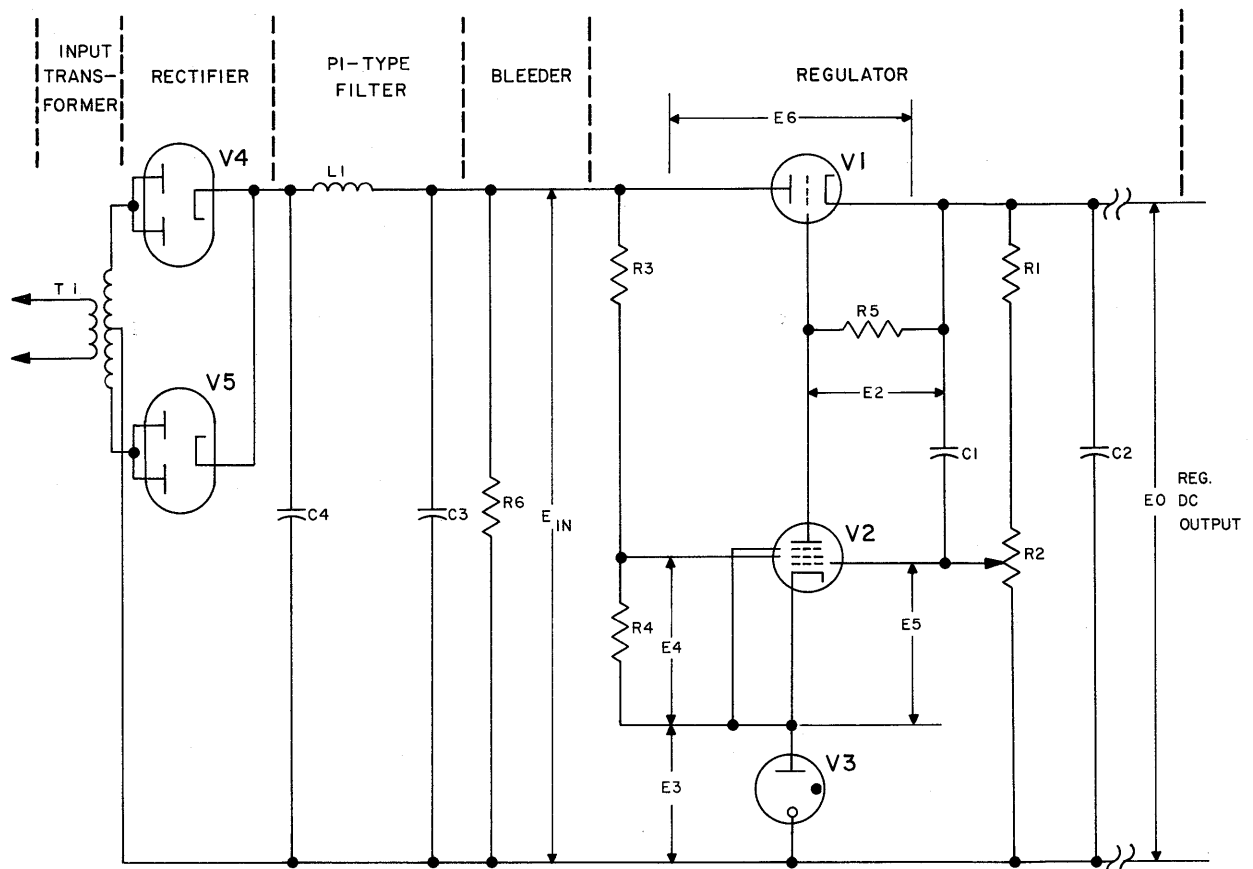 INPUT
TRANS-
FORMER
RECTIFIER
PI-TYPE
FILTER
BLEEDER
REGULATOR
E6
V4
L1
V1
R3
R1
T1
R5
V5
E2
C1
C2
C4
C3
R6
E IN
V2
R2
EO
REG.
DC
OUTPUT
R4
E4
E5
V3
E3